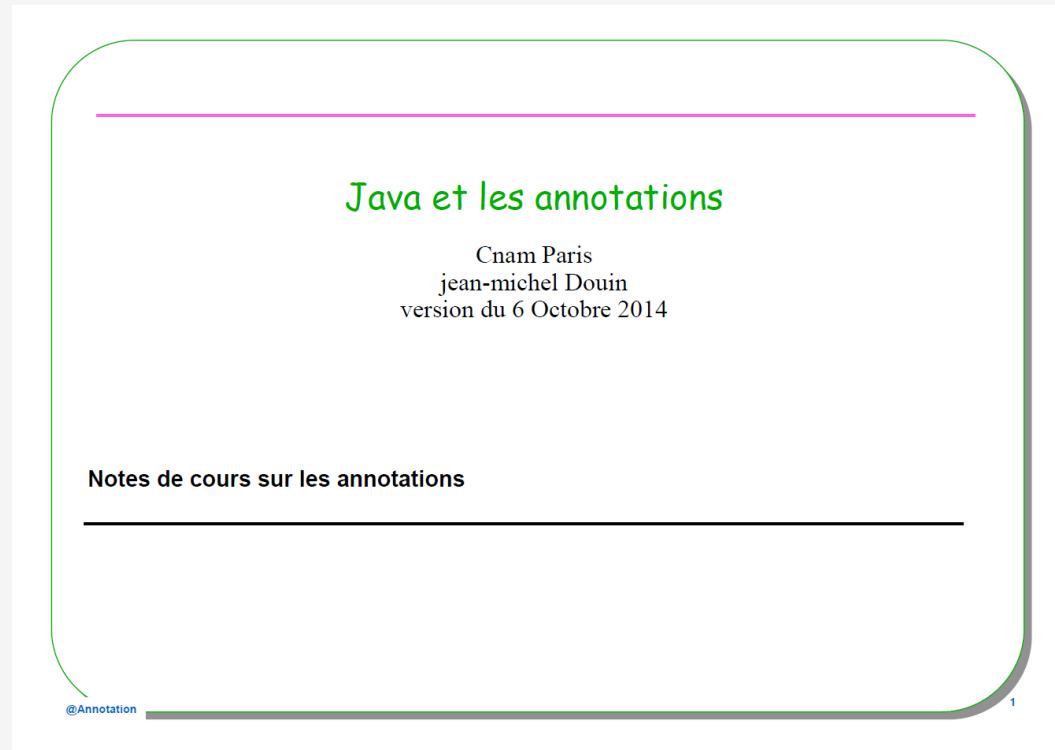 Java et les annotations
Cnam Paris
jean-michel Douin
version du 6 Octobre 2014
Notes de cours sur les annotations
@Annotation
1